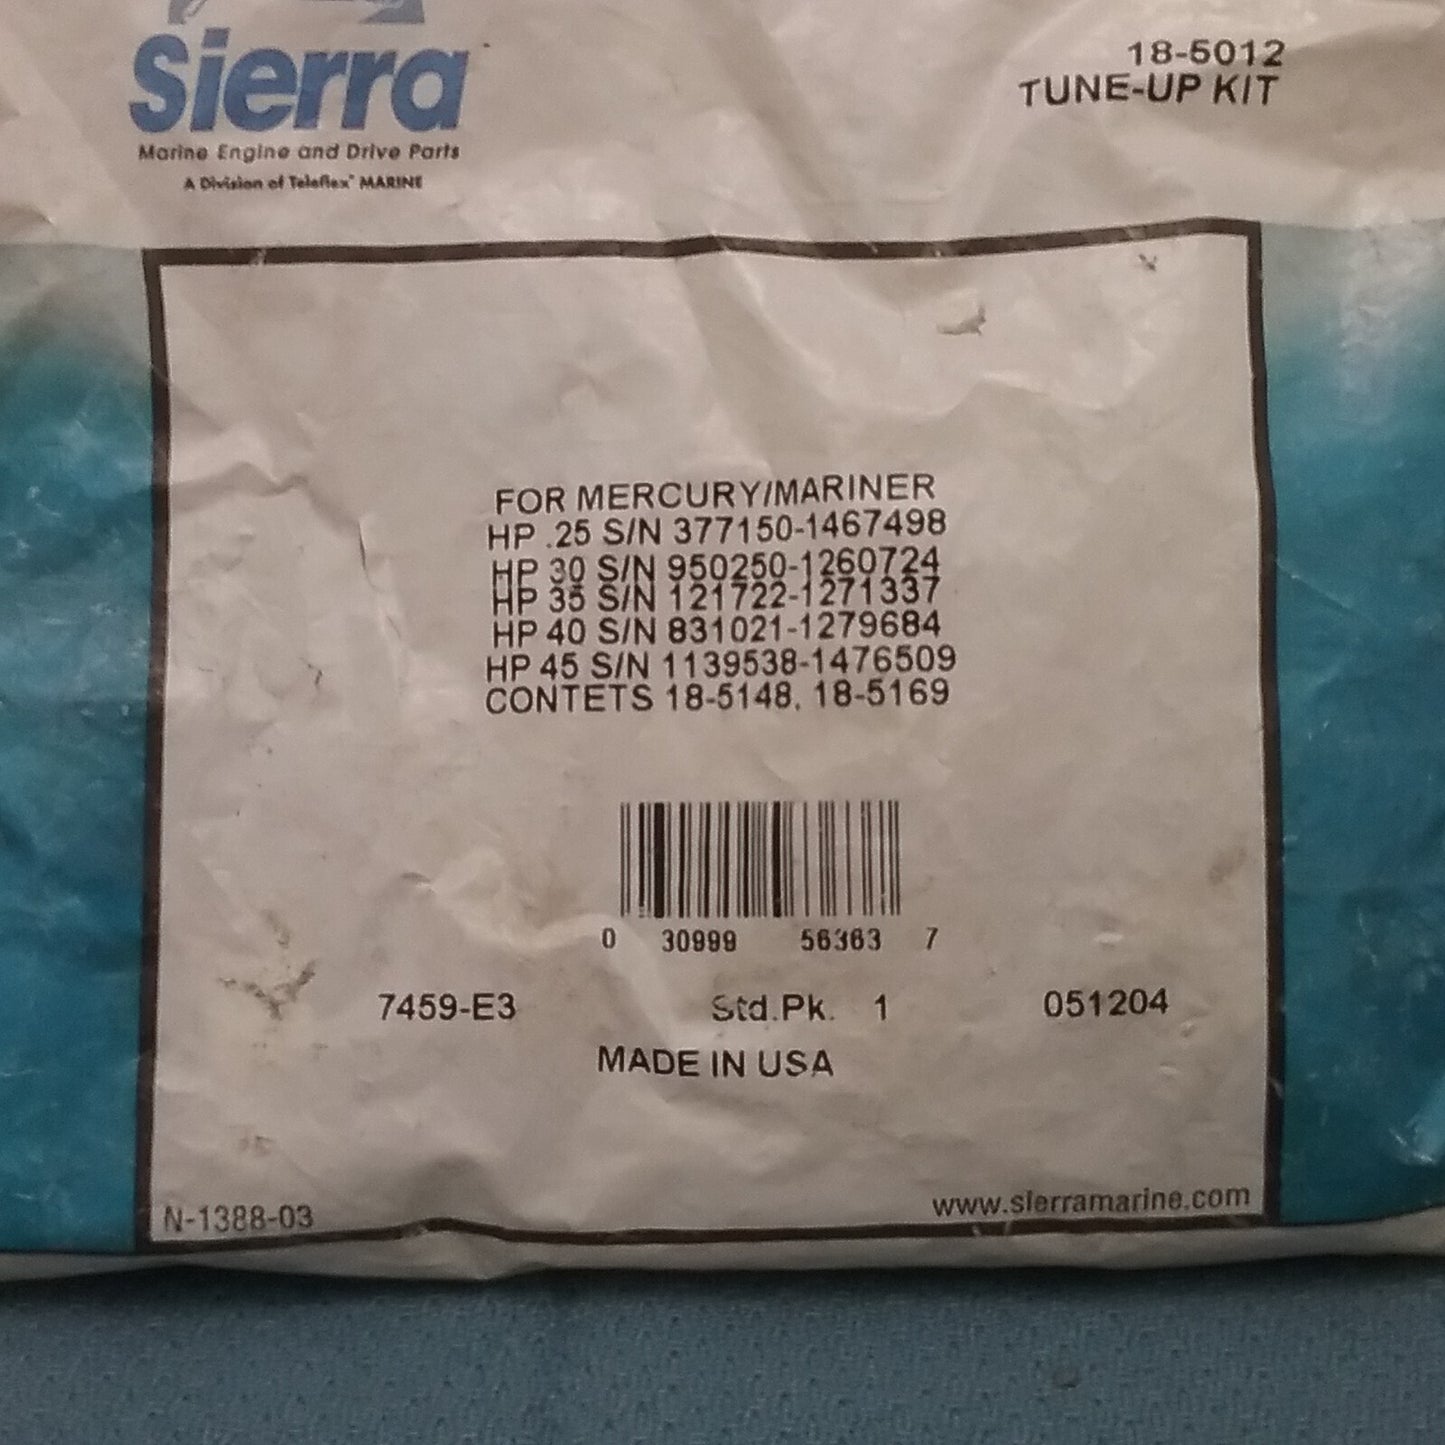 Sierra
Marine Engine and Drive Parts
A Division of Teleflex® MARINE
18-5012
TUNE-UP KIT
FOR MERCURY/MARINER
HP .25 S/N 377150-1467498
HP 30 S/N 950250-1260724
HP 35 S/N 121722-1271337
HP 40 S/N 831021-1279684
HP 45 S/N 1139538-1476509
CONTETS 18-5148, 18-5169
0 30999 56363 7
7459-E3 Std.Pk. 1 051204
MADE IN USA
N-1388-03 www.sierramarine.com